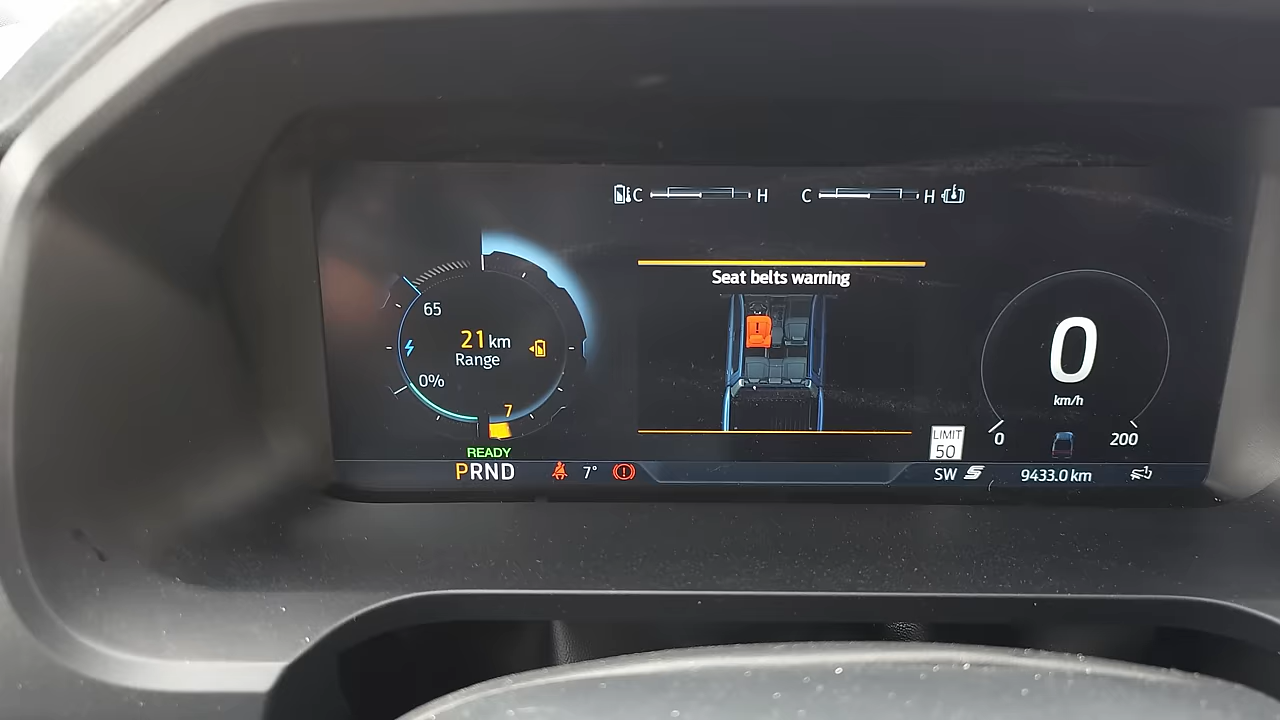 C H C H
Seat belts warning
65
21 km
Range
0%
7
READY
PRND
7°
LIMIT
50
SW
0
km/h
0 200
9433.0 km